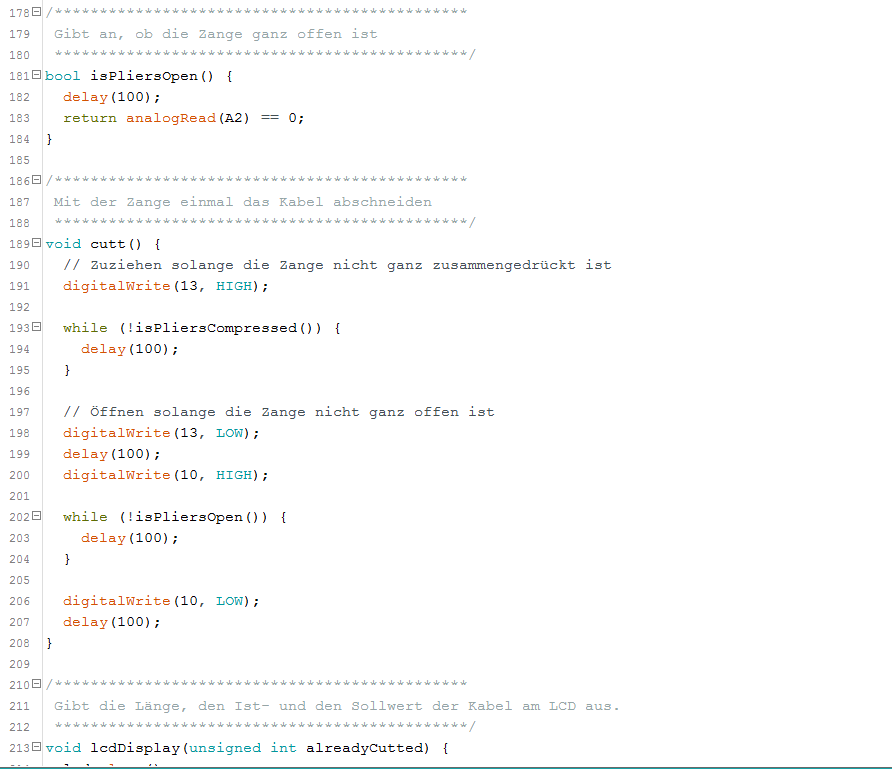 178 /**********************************************
179 Gibt an, ob die Zange ganz offen ist
180 **********************************************/
181 bool isPliersOpen() {
182   delay(100);
183   return analogRead(A2) == 0;
184 }
185
186 /**********************************************
187 Mit der Zange einmal das Kabel abschneiden
188 **********************************************/
189 void cutt() {
190   // Zuziehen solange die Zange nicht ganz zusammengedrückt ist
191   digitalWrite(13, HIGH);
192
193   while (!isPliersCompressed()) {
194     delay(100);
195   }
196
197   // Öffnen solange die Zange nicht ganz offen ist
198   digitalWrite(13, LOW);
199   delay(100);
200   digitalWrite(10, HIGH);
201
202   while (!isPliersOpen()) {
203     delay(100);
204   }
205
206   digitalWrite(10, LOW);
207   delay(100);
208 }
209
210 /**********************************************
211 Gibt die Länge, den Ist- und den Sollwert der Kabel am LCD aus.
212 **********************************************/
213 void lcdDisplay(unsigned int alreadyCutted) {